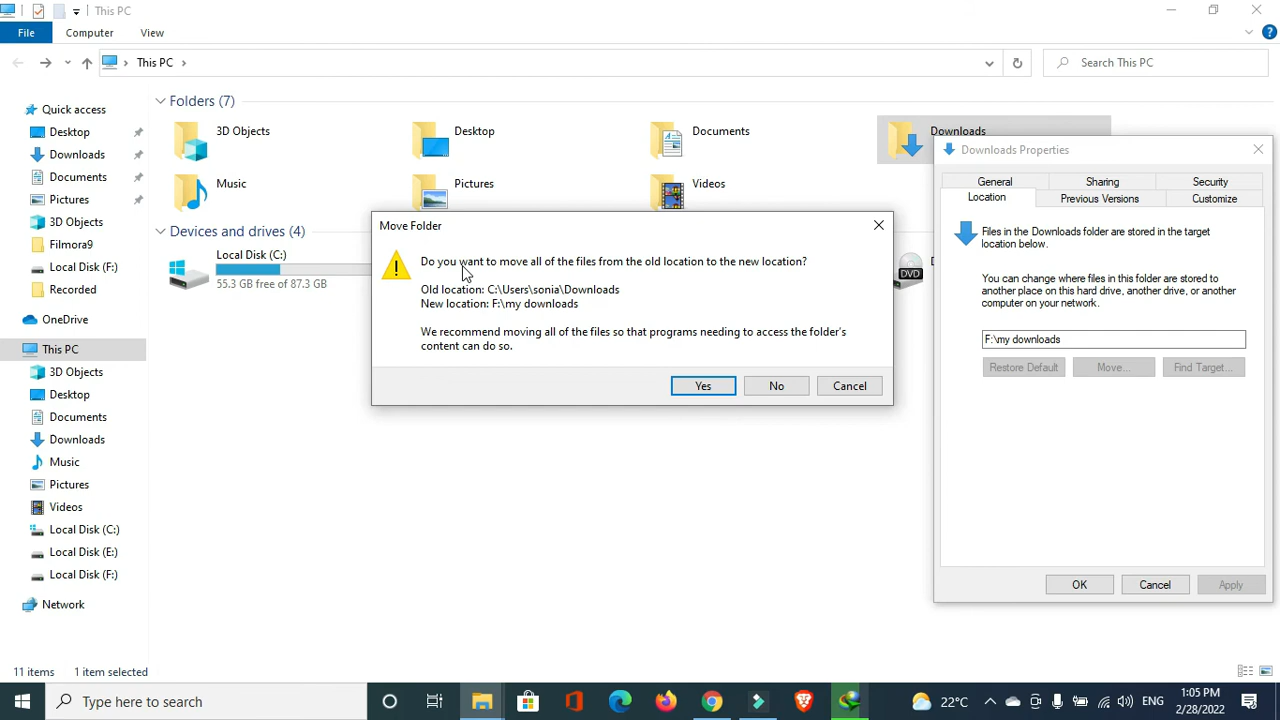 This PC
File
Computer
View
This PC
Search This PC
Quick access
Desktop
Downloads
Documents
Pictures
3D Objects
Filmora9
Local Disk (F:)
Recorded
OneDrive
This PC
3D Objects
Desktop
Documents
Downloads
Music
Pictures
Videos
Local Disk (C:)
Local Disk (E:)
Local Disk (F:)
Network
Folders (7)
3D Objects
Desktop
Documents
Downloads
Music
Pictures
Videos
Devices and drives (4)
Local Disk (C:)
55.3 GB free of 87.3 GB
DVD
Move Folder
Do you want to move all of the files from the old location to the new location?
Old location: C:\Users\sonia\Downloads
New location: F:\my downloads
We recommend moving all of the files so that programs needing to access the folder's
content can do so.
Yes
No
Cancel
Downloads Properties
General
Sharing
Security
Location
Previous Versions
Customize
Files in the Downloads folder are stored in the target
location below.
You can change where files in this folder are stored to
another place on this hard drive, another drive, or another
computer on your network.
F:\my downloads
Restore Default
Move...
Find Target...
OK
Cancel
Apply
11 items
1 item selected
Type here to search
22°C
ENG
1:05 PM
2/28/2022